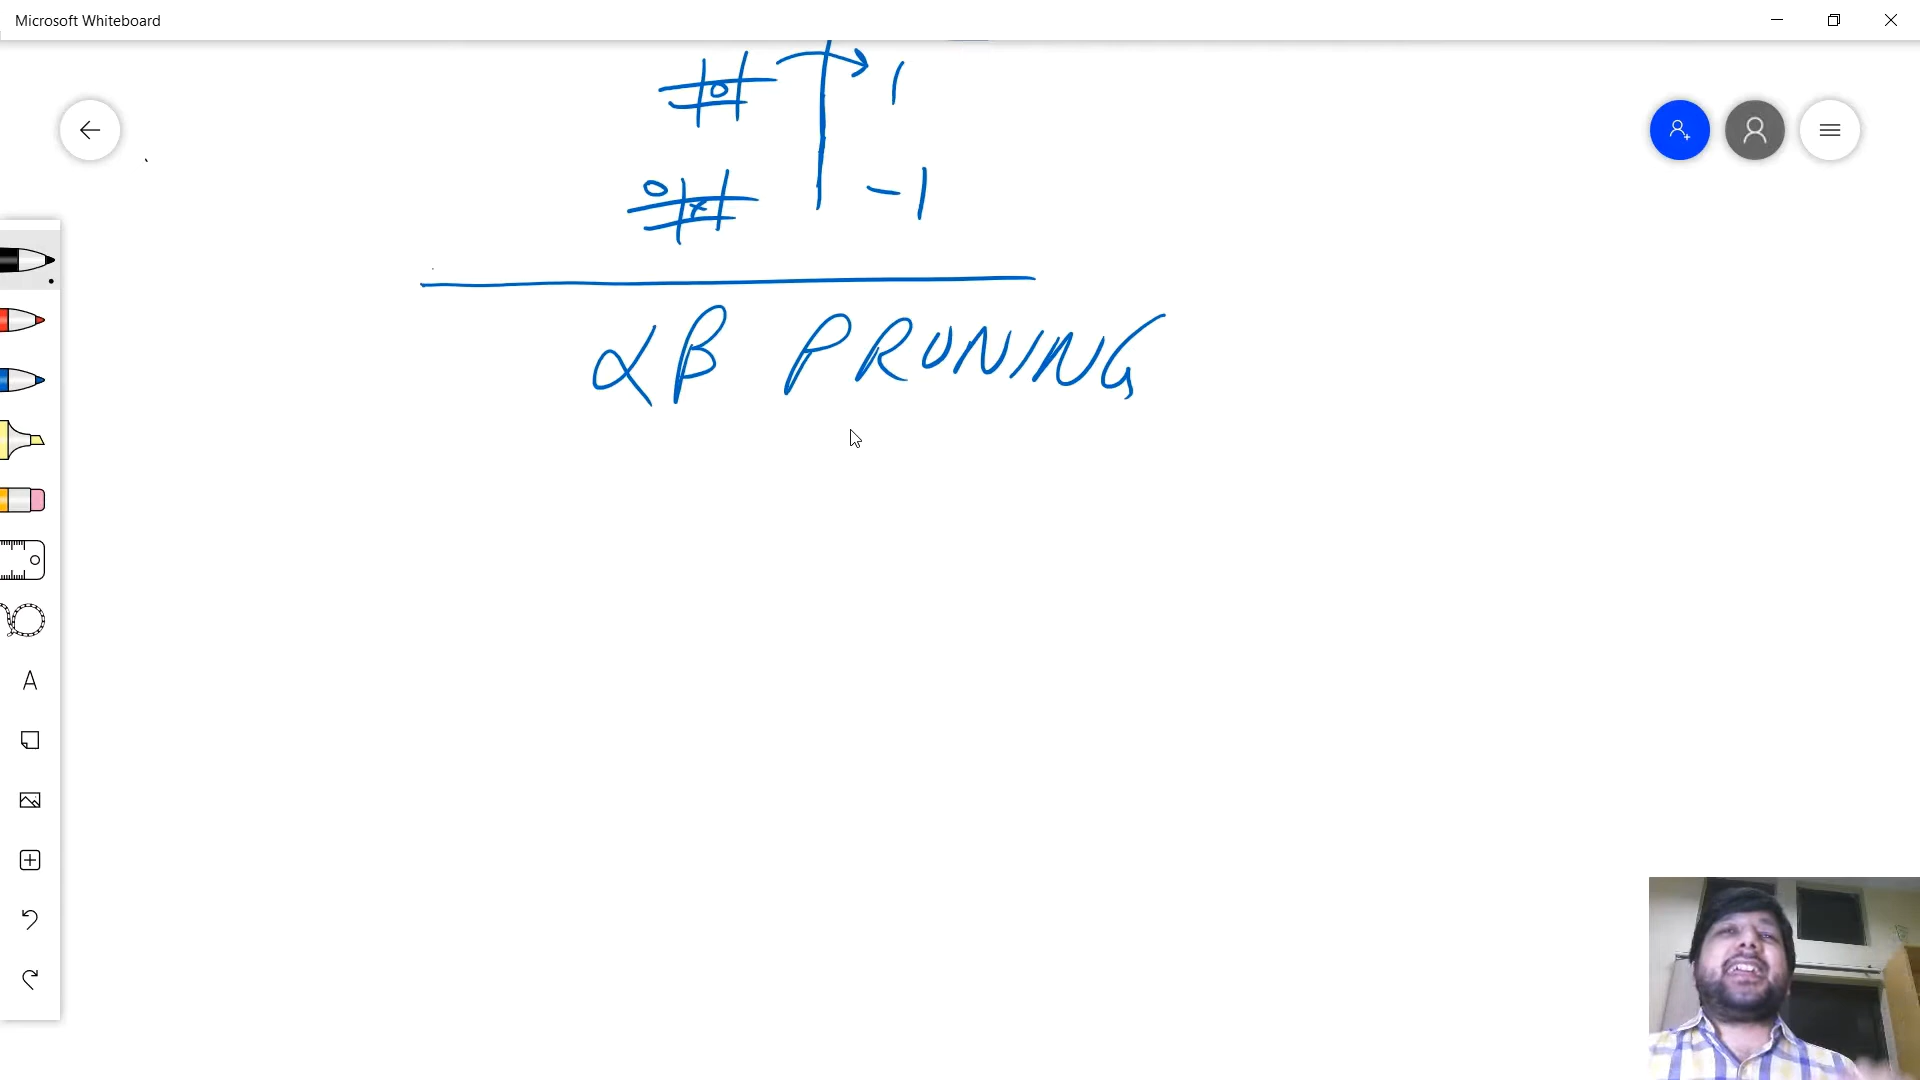 Microsoft Whiteboard
O 1
O X -1
αβ PRUNING
A